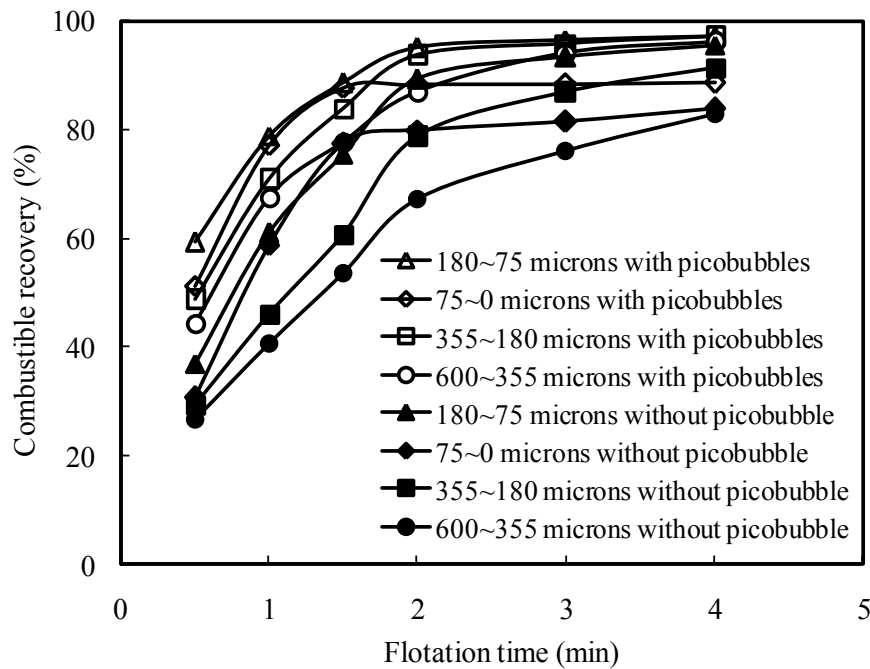 100
80
60
40
20
0
Combustible recovery (%)
180~75 microns with picobubbles
75~0 microns with picobubbles
355~180 microns with picobubbles
600~355 microns with picobubbles
180~75 microns without picobubble
75~0 microns without picobubble
355~180 microns without picobubble
600~355 microns without picobubble
0 1 2 3 4 5
Flotation time (min)